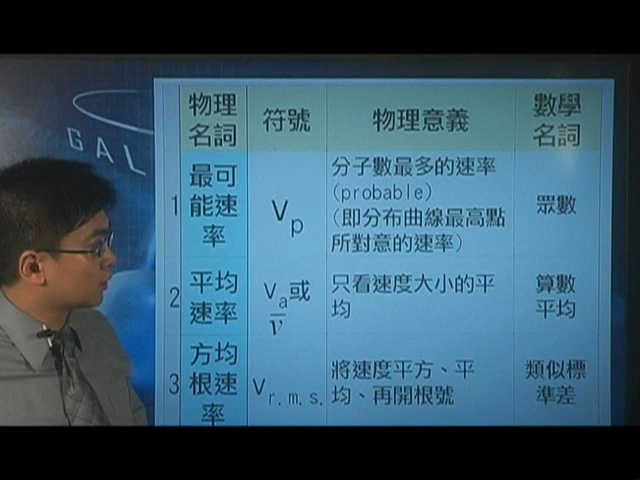 GAL
物理
名詞
符號
物理意義
數學
名詞
1
最可
能速
率
Vp
分子數最多的速率
(probable)
(即分布曲線最高點
所對意的速率)
眾數
2
平均
速率
Va或
v̅
只看速度大小的平
均
算數
平均
3
方均
根速
率
Vr.m.s.
將速度平方、平
均、再開根號
類似標
準差